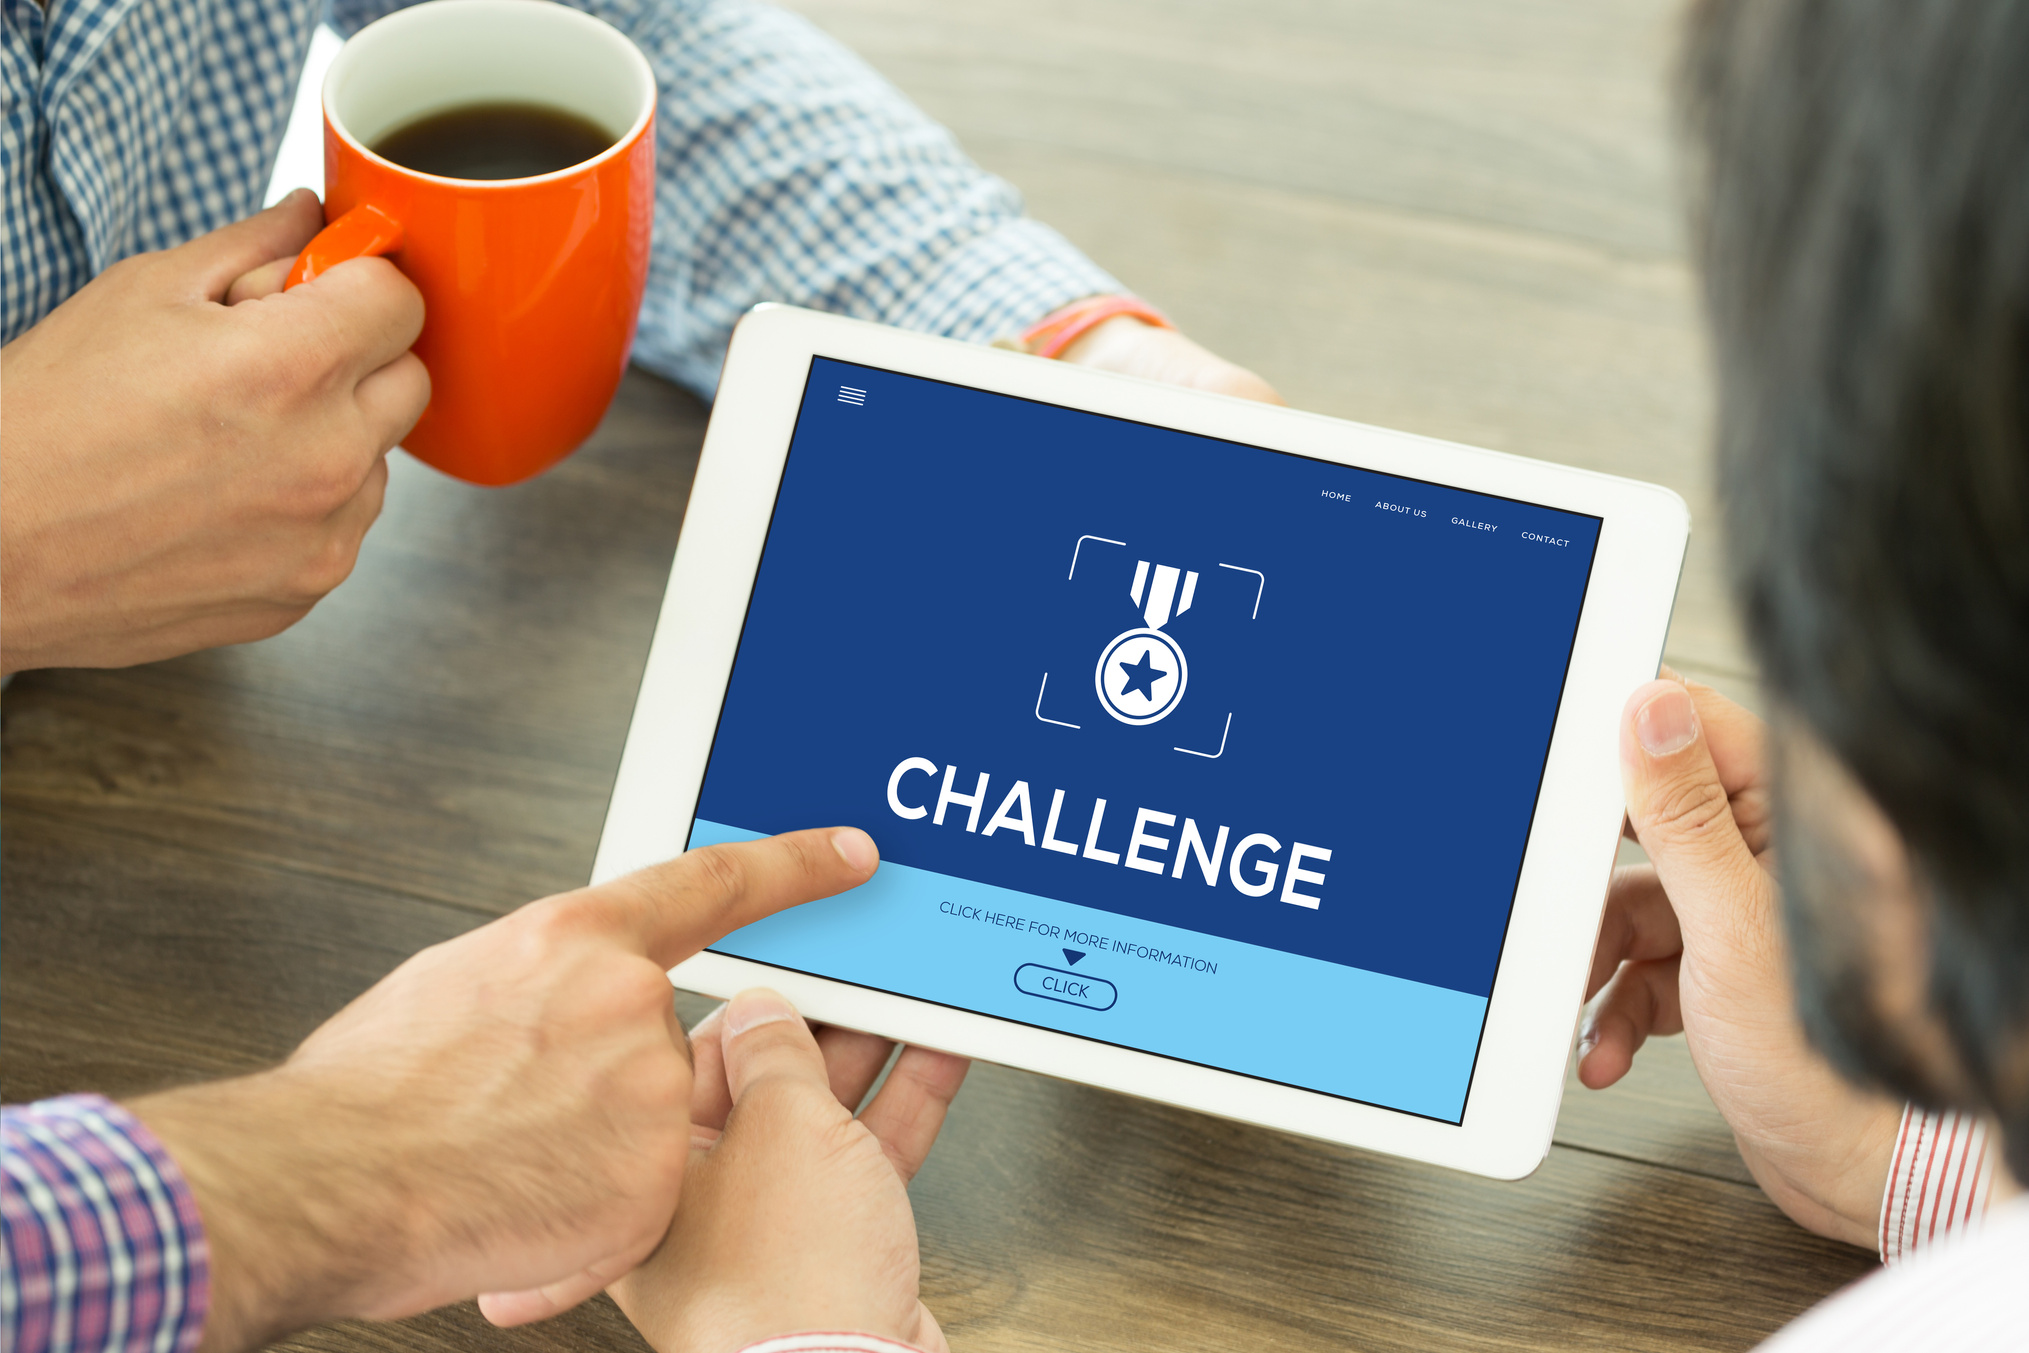 HOME ABOUT US GALLERY CONTACT
CHALLENGE
CLICK HERE FOR MORE INFORMATION
CLICK